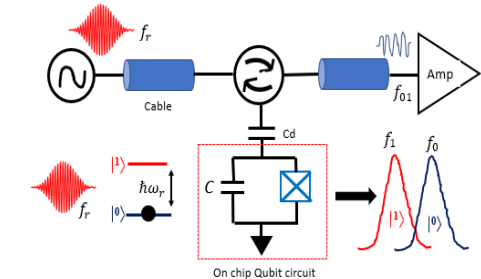 f_r
Amp
f_01
Cable
Cd
f_1
f_0
|1⟩
ħω_r
C
f_r
|0⟩
|1⟩
|0⟩
On chip Qubit circuit